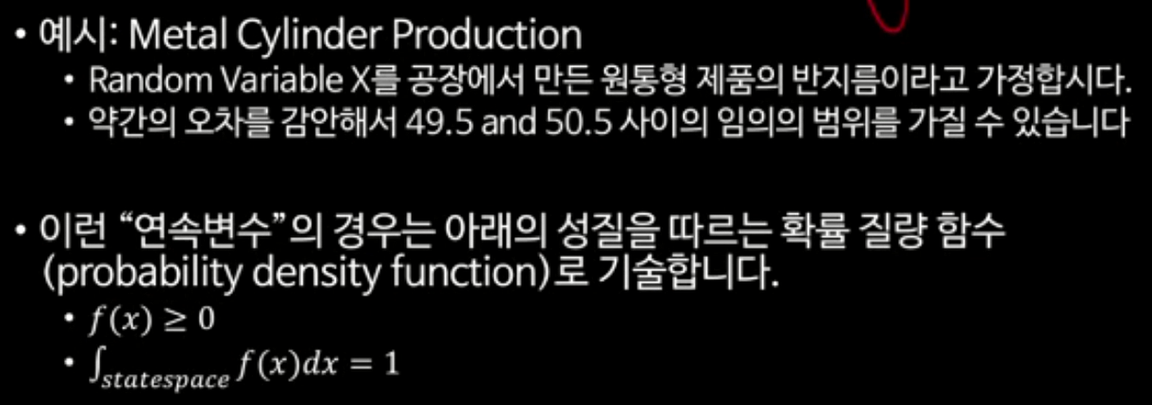 • 예시: Metal Cylinder Production
• Random Variable X를 공장에서 만든 원통형 제품의 반지름이라고 가정합시다.
• 약간의 오차를 감안해서 49.5 and 50.5 사이의 임의의 범위를 가질 수 있습니다
• 이런 “연속변수”의 경우는 아래의 성질을 따르는 확률 질량 함수
(probability density function)로 기술합니다.
• f(x) ≥ 0
• ∫statespace f(x)dx = 1